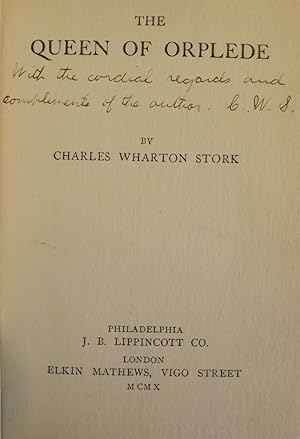 THE
QUEEN OF ORPLEDE
With the cordial regards and
compliments of the author. C. W. S.
BY
CHARLES WHARTON STORK
PHILADELPHIA
J. B. LIPPINCOTT CO.
LONDON
ELKIN MATHEWS, VIGO STREET
MCMX